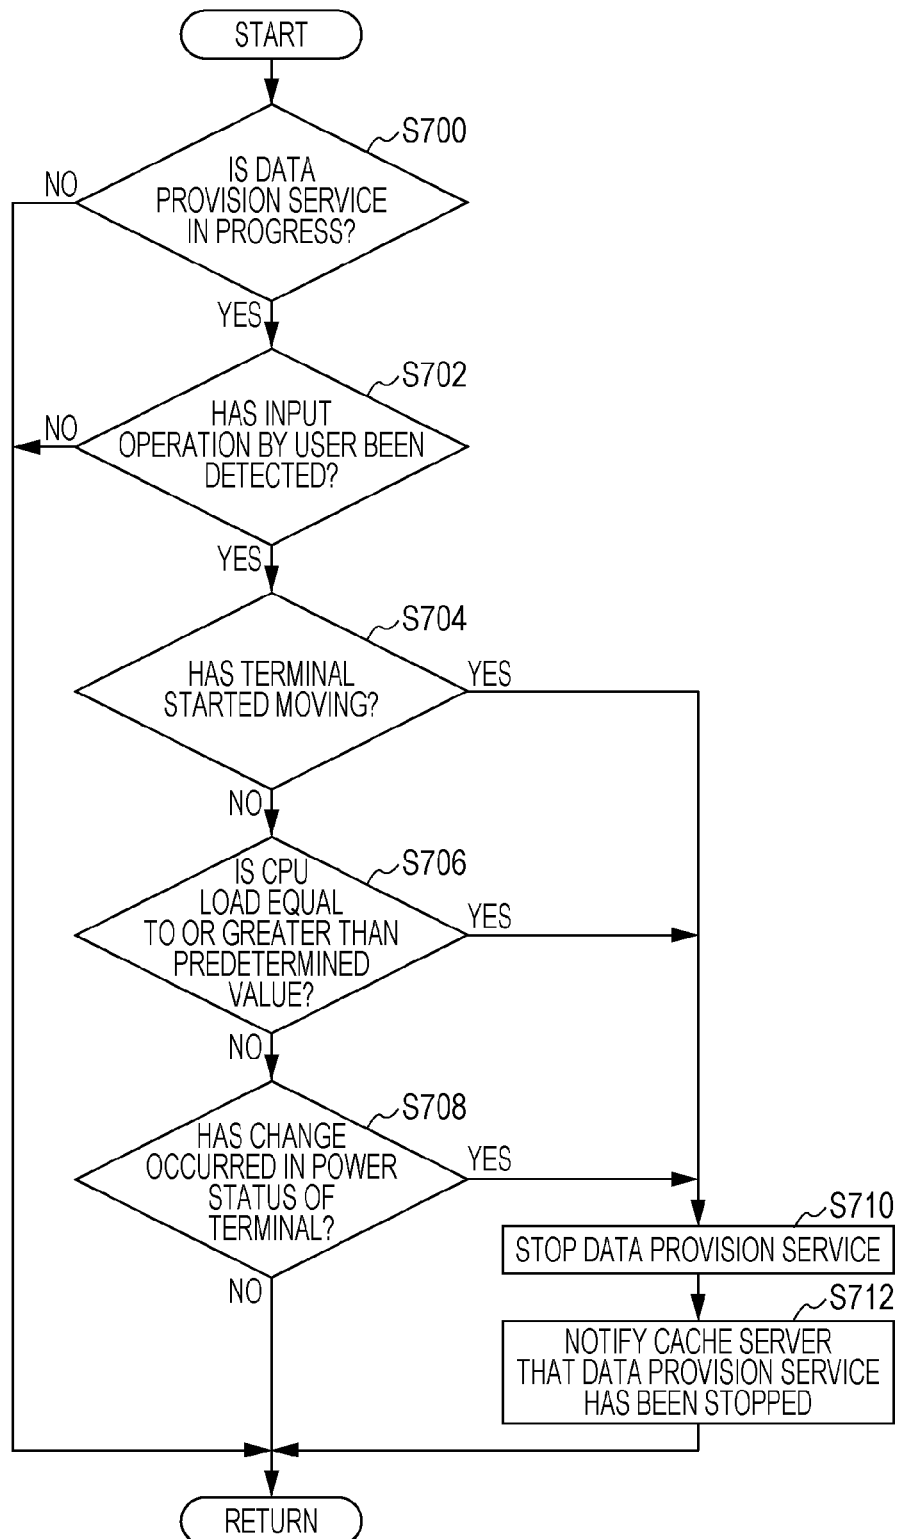 START
S700
IS DATA
PROVISION SERVICE
IN PROGRESS?
NO
YES
S702
HAS INPUT
OPERATION BY USER BEEN
DETECTED?
NO
YES
S704
HAS TERMINAL
STARTED MOVING?
YES
NO
S706
IS CPU
LOAD EQUAL
TO OR GREATER THAN
PREDETERMINED
VALUE?
YES
NO
S708
HAS CHANGE
OCCURRED IN POWER
STATUS OF
TERMINAL?
YES
NO
S710
STOP DATA PROVISION SERVICE
S712
NOTIFY CACHE SERVER
THAT DATA PROVISION SERVICE
HAS BEEN STOPPED
RETURN